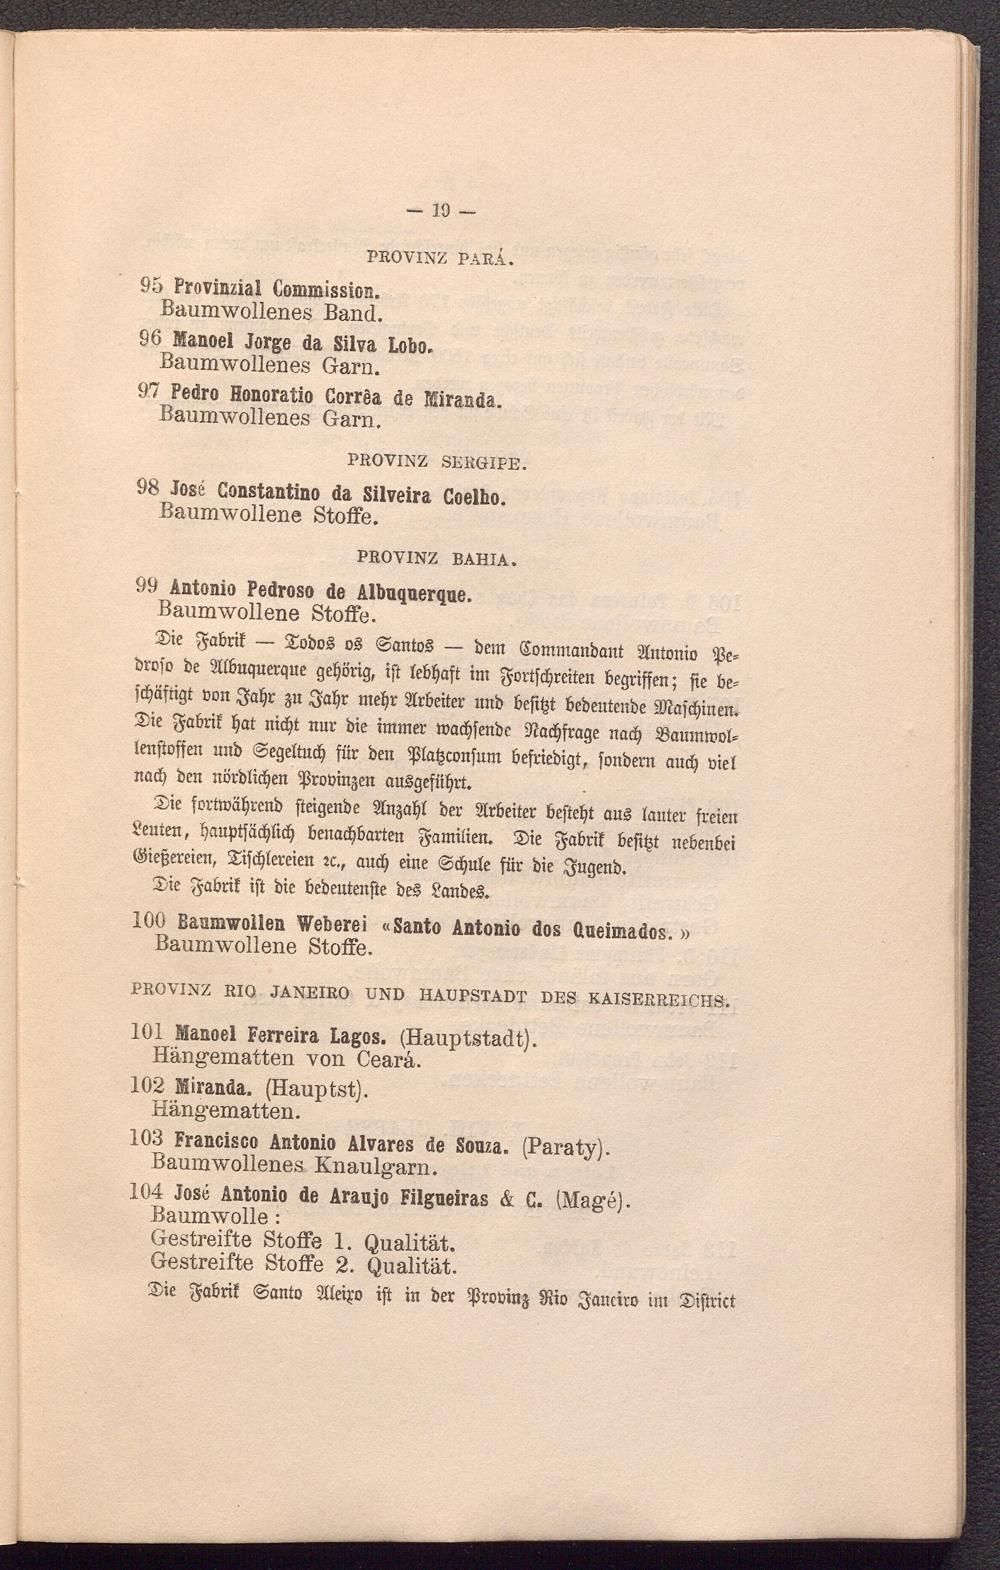 — 19 —
PROVINZ PARÁ.
95 Provinzial Commission.
Baumwollenes Band.
96 Manoel Jorge da Silva Lobo.
Baumwollenes Garn.
97 Pedro Honoratio Corrêa de Miranda.
Baumwollenes Garn.
PROVINZ SERGIPE.
98 José Constantino da Silveira Coelho.
Baumwollene Stoffe.
PROVINZ BAHIA.
99 Antonio Pedroso de Albuquerque.
Baumwollene Stoffe.
Die Fabrik — Todos os Santos — dem Commandant Antonio Pe-
droso de Albuquerque gehörig, ist lebhaft im Fortschreiten begriffen; sie be-
schäftigt von Jahr zu Jahr mehr Arbeiter und besitzt bedeutende Maschinen.
Die Fabrik hat nicht nur die immer wachsende Nachfrage nach Baumwol-
lenstoffen und Segeltuch für den Platzconsum befriedigt, sondern auch viel
nach den nördlichen Provinzen ausgeführt.
Die fortwährend steigende Anzahl der Arbeiter besteht aus lauter freien
Leuten, hauptsächlich benachbarten Familien. Die Fabrik besitzt nebenbei
Gießereien, Tischlereien ꝛc., auch eine Schule für die Jugend.
Die Fabrik ist die bedeutenste des Landes.
100 Baumwollen Weberei «Santo Antonio dos Queimados.»
Baumwollene Stoffe.
PROVINZ RIO JANEIRO UND HAUPSTADT DES KAISERREICHS.
101 Manoel Ferreira Lagos. (Hauptstadt).
Hängematten von Ceará.
102 Miranda. (Hauptst).
Hängematten.
103 Francisco Antonio Alvares de Souza. (Paraty).
Baumwollenes Knaulgarn.
104 José Antonio de Araujo Filgueiras & C. (Magé).
Baumwolle :
Gestreifte Stoffe 1. Qualität.
Gestreifte Stoffe 2. Qualität.
Die Fabrik Santo Aleixo ist in der Provinz Rio Janeiro im District